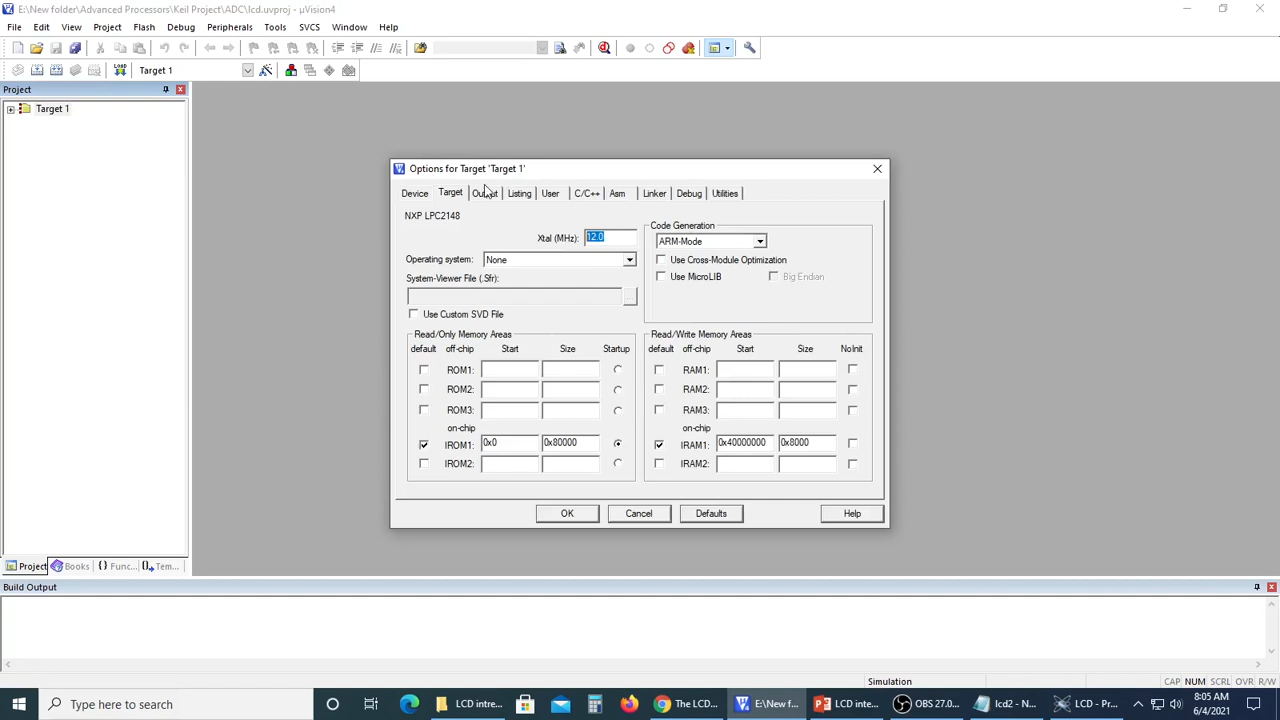 E:\New folder\Advanced Processors\Keil Project\ADC\lcd.uvproj - µVision4
File Edit View Project Flash Debug Peripherals Tools SVCS Window Help
LOAD Target 1
Project
Target 1
Options for Target 'Target 1'
Device Target Output Listing User C/C++ Asm Linker Debug Utilities
NXP LPC2148
Xtal (MHz): 12.0
Operating system: None
System-Viewer File (.Sfr):
...
Use Custom SVD File
Code Generation
ARM-Mode
Use Cross-Module Optimization
Use MicroLIB Big Endian
Read/Only Memory Areas
default off-chip Start Size Startup
ROM1:
ROM2:
ROM3:
on-chip
IROM1: 0x0 0x80000
IROM2:
Read/Write Memory Areas
default off-chip Start Size NoInit
RAM1:
RAM2:
RAM3:
on-chip
IRAM1: 0x40000000 0x8000
IRAM2:
OK Cancel Defaults Help
Project Books {} Func... Tem...
Build Output
Simulation CAP NUM SCRL OVR R/W
Type here to search
LCD intre... The LCD... E:\New f... LCD inte... OBS 27.0... lcd2 - N... LCD - Pr...
8:05 AM
6/4/2021